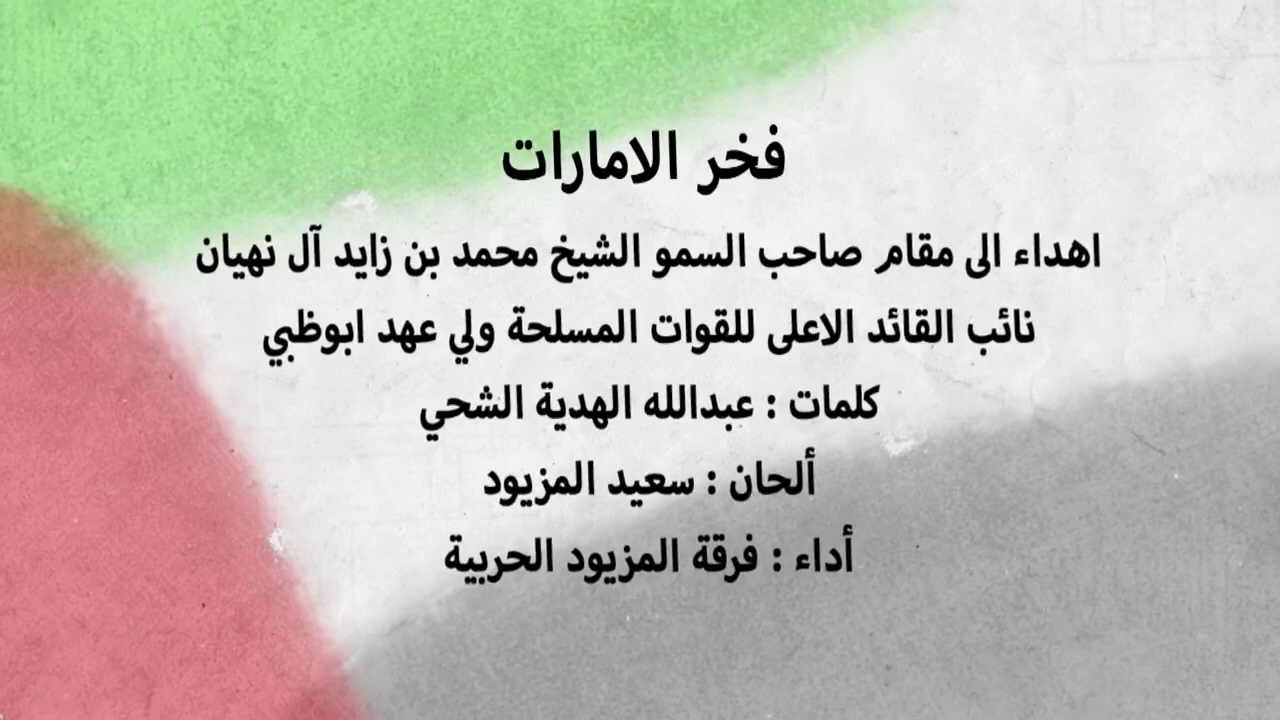 فخر الامارات
اهداء الى مقام صاحب السمو الشيخ محمد بن زايد آل نهيان
نائب القائد الاعلى للقوات المسلحة ولي عهد ابوظبي
كلمات : عبدالله الهدية الشحي
ألحان : سعيد المزيود
أداء : فرقة المزيود الحربية